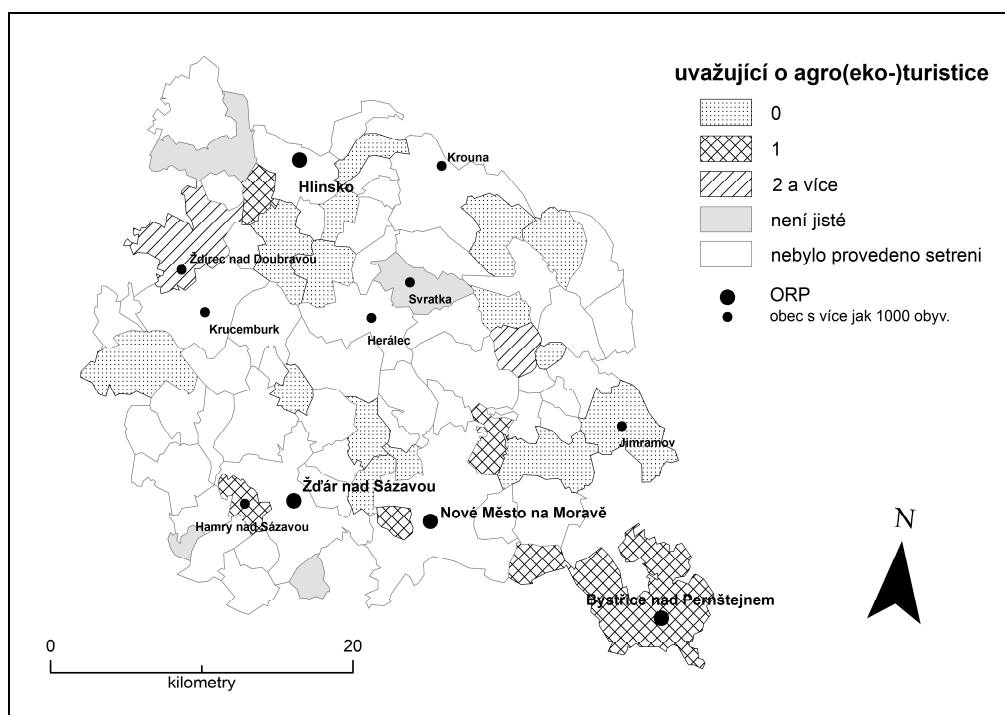 uvažující o agro(eko-)turistice
0
1
2 a více
není jisté
nebylo provedeno setreni
ORP
obec s více jak 1000 obyv.
Krouna
Hlinsko
Ždírec nad Doubravou
Svratka
Krucemburk
Herálec
Jimramov
Žďár nad Sázavou
Nové Město na Moravě
Hamry nad Sázavou
Bystřice nad Pernštejnem
N
0
20
kilometry